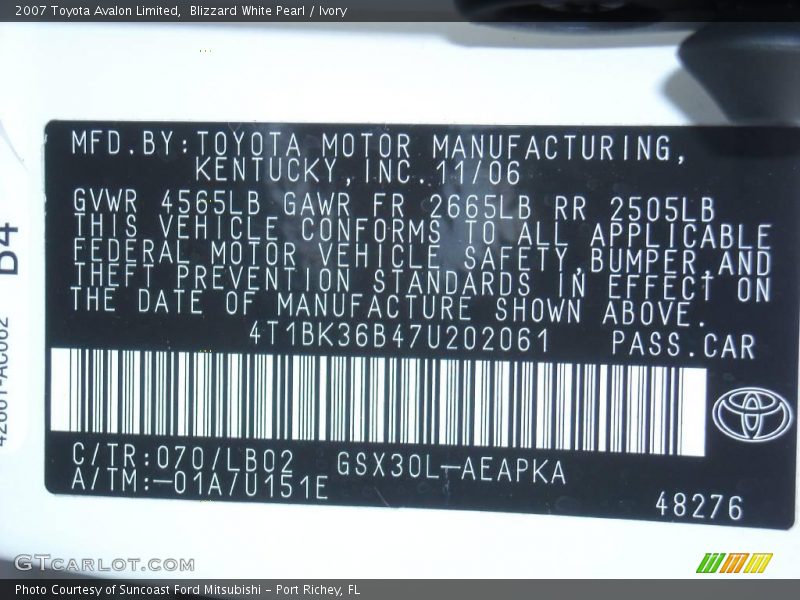 2007 Toyota Avalon Limited,  Blizzard White Pearl / Ivory
MFD.BY:TOYOTA MOTOR MANUFACTURING,
KENTUCKY,INC.11/06
GVWR 4565LB GAWR FR 2665LB RR 2505LB
THIS VEHICLE CONFORMS TO ALL APPLICABLE
FEDERAL MOTOR VEHICLE SAFETY,BUMPER,AND
THEFT PREVENTION STANDARDS IN EFFECT ON
THE DATE OF MANUFACTURE SHOWN ABOVE.
4T1BK36B47U202061 PASS.CAR
C/TR:070/LB02 GSX30L-AEAPKA
A/TM:-01A/U151E
48276
B4
GTCARLOT.COM
Photo Courtesy of Suncoast Ford Mitsubishi - Port Richey, FL